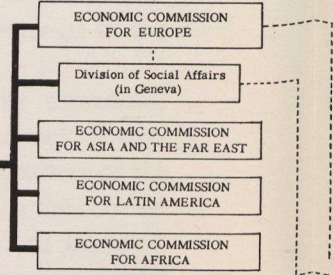 ECONOMIC COMMISSION
FOR EUROPE
Division of Social Affairs
(in Geneva)
ECONOMIC COMMISSION
FOR ASIA AND THE FAR EAST
ECONOMIC COMMISSION
FOR LATIN AMERICA
ECONOMIC COMMISSION
FOR AFRICA